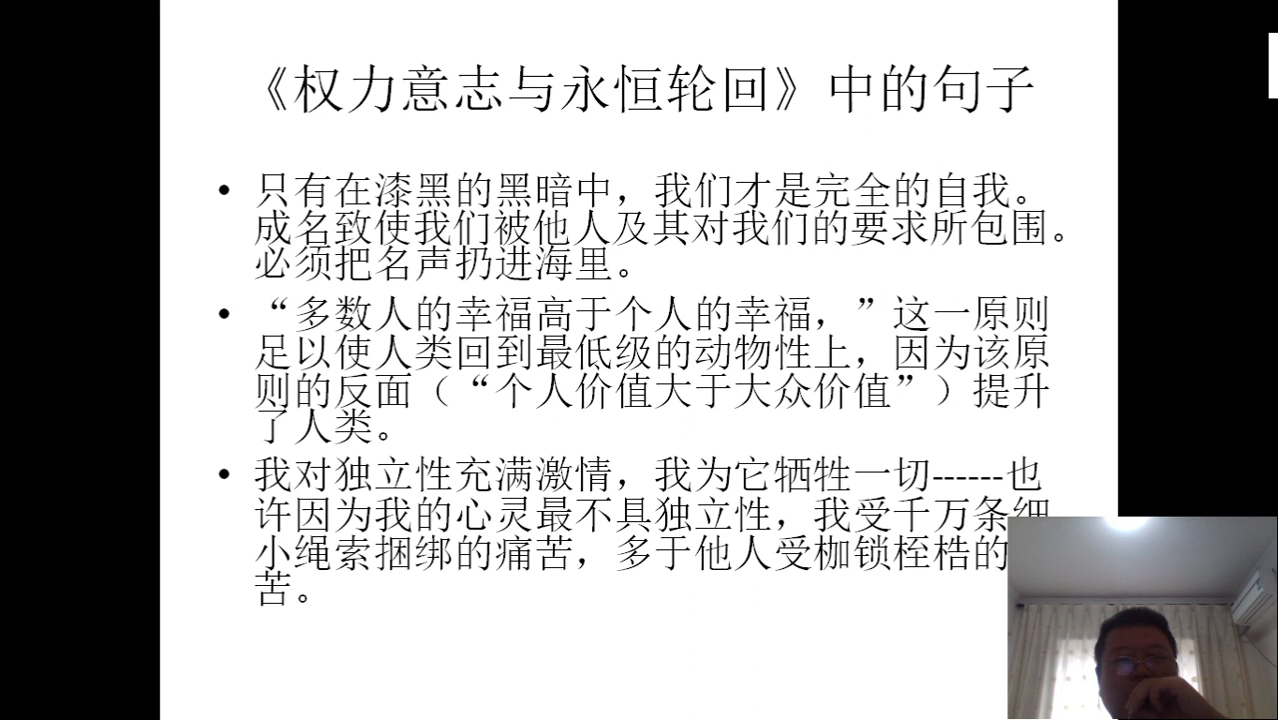 《权力意志与永恒轮回》中的句子
• 只有在漆黑的黑暗中，我们才是完全的自我。
成名致使我们被他人及其对我们的要求所包围。
必须把名声扔进海里。
• “多数人的幸福高于个人的幸福，”这一原则
足以使人类回到最低级的动物性上，因为该原
则的反面（“个人价值大于大众价值”）提升
了人类。
• 我对独立性充满激情，我为它牺牲一切------也
许因为我的心灵最不具独立性，我受千万条细
小绳索捆绑的痛苦，多于他人受枷锁桎梏的
苦。